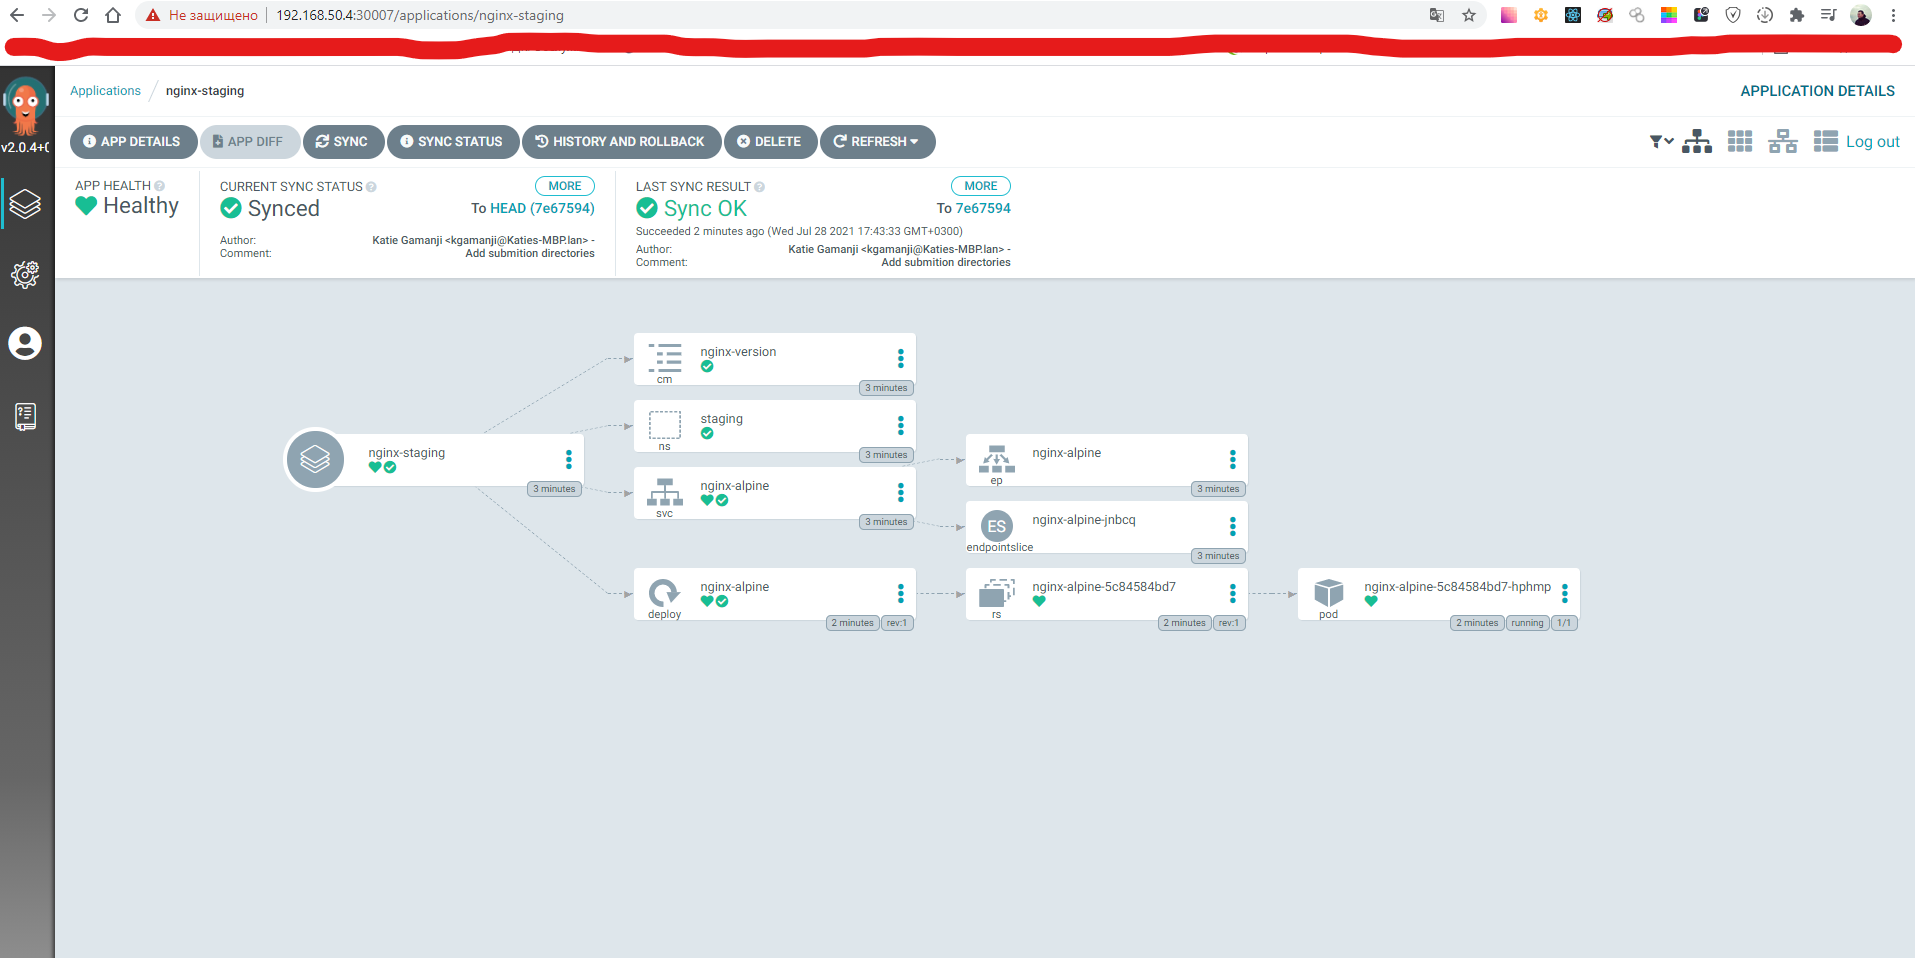 Не защищено
192.168.50.4:30007/applications/nginx-staging
v2.0.4+0
Applications
nginx-staging
APPLICATION DETAILS
APP DETAILS
APP DIFF
SYNC
SYNC STATUS
HISTORY AND ROLLBACK
DELETE
REFRESH
Log out
APP HEALTH
Healthy
CURRENT SYNC STATUS
MORE
Synced
To HEAD (7e67594)
Author: Katie Gamanji <kgamanji@Katies-MBP.lan> -
Comment: Add submition directories
LAST SYNC RESULT
MORE
Sync OK
To 7e67594
Succeeded 2 minutes ago (Wed Jul 28 2021 17:43:33 GMT+0300)
Author: Katie Gamanji <kgamanji@Katies-MBP.lan> -
Comment: Add submition directories
nginx-staging
3 minutes
nginx-version
cm
3 minutes
staging
ns
3 minutes
nginx-alpine
svc
3 minutes
nginx-alpine
deploy
2 minutes
rev:1
nginx-alpine
ep
3 minutes
ES
nginx-alpine-jnbcq
endpointslice
3 minutes
nginx-alpine-5c84584bd7
rs
2 minutes
rev:1
nginx-alpine-5c84584bd7-hphmp
pod
2 minutes
running
1/1